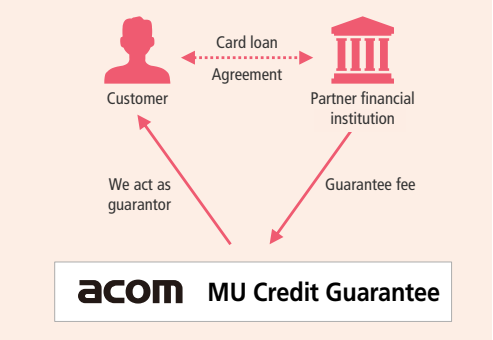 Card loan
Agreement
Customer
Partner financial
institution
We act as
guarantor
Guarantee fee
acom MU Credit Guarantee